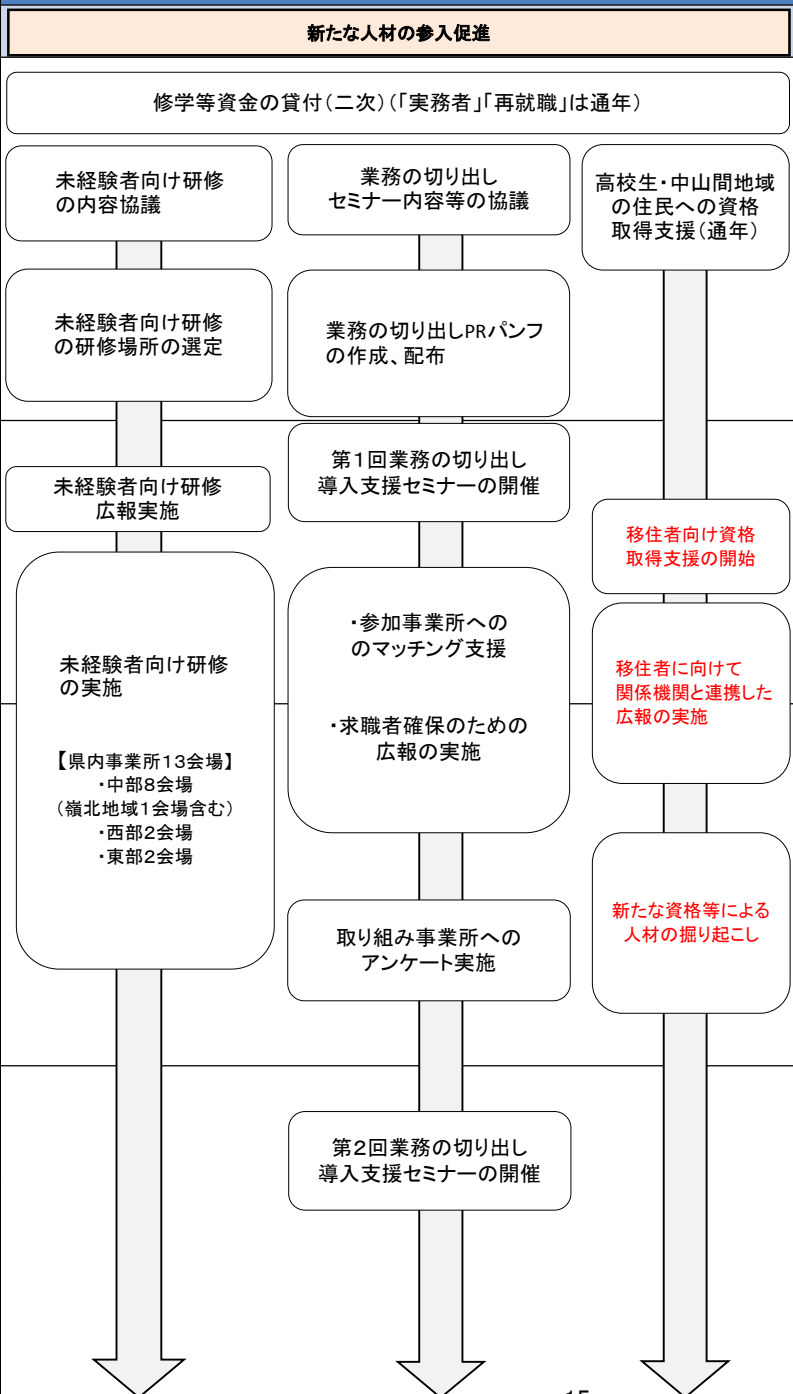 新たな人材の参入促進
修学等資金の貸付(二次)(「実務者」「再就職」は通年)
未経験者向け研修
の内容協議
未経験者向け研修
の研修場所の選定
未経験者向け研修
広報実施
未経験者向け研修
の実施
【県内事業所13会場】
・中部8会場
(嶺北地域1会場含む)
・西部2会場
・東部2会場
業務の切り出し
セミナー内容等の協議
業務の切り出しPRパンフ
の作成、配布
第1回業務の切り出し
導入支援セミナーの開催
・参加事業所への
のマッチング支援
・求職者確保のための
広報の実施
取り組み事業所への
アンケート実施
第2回業務の切り出し
導入支援セミナーの開催
高校生・中山間地域
の住民への資格
取得支援(通年)
移住者向け資格
取得支援の開始
移住者に向けて
関係機関と連携した
広報の実施
新たな資格等による
人材の掘り起こし